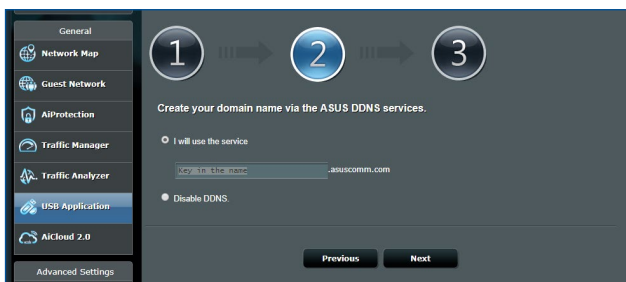 General
Network Map
Guest Network
AiProtection
Traffic Manager
Traffic Analyzer
USB Application
AiCloud 2.0
Advanced Settings
1
2
3
Create your domain name via the ASUS DDNS services.
I will use the service
Key in the name .asuscomm.com
Disable DDNS.
Previous Next